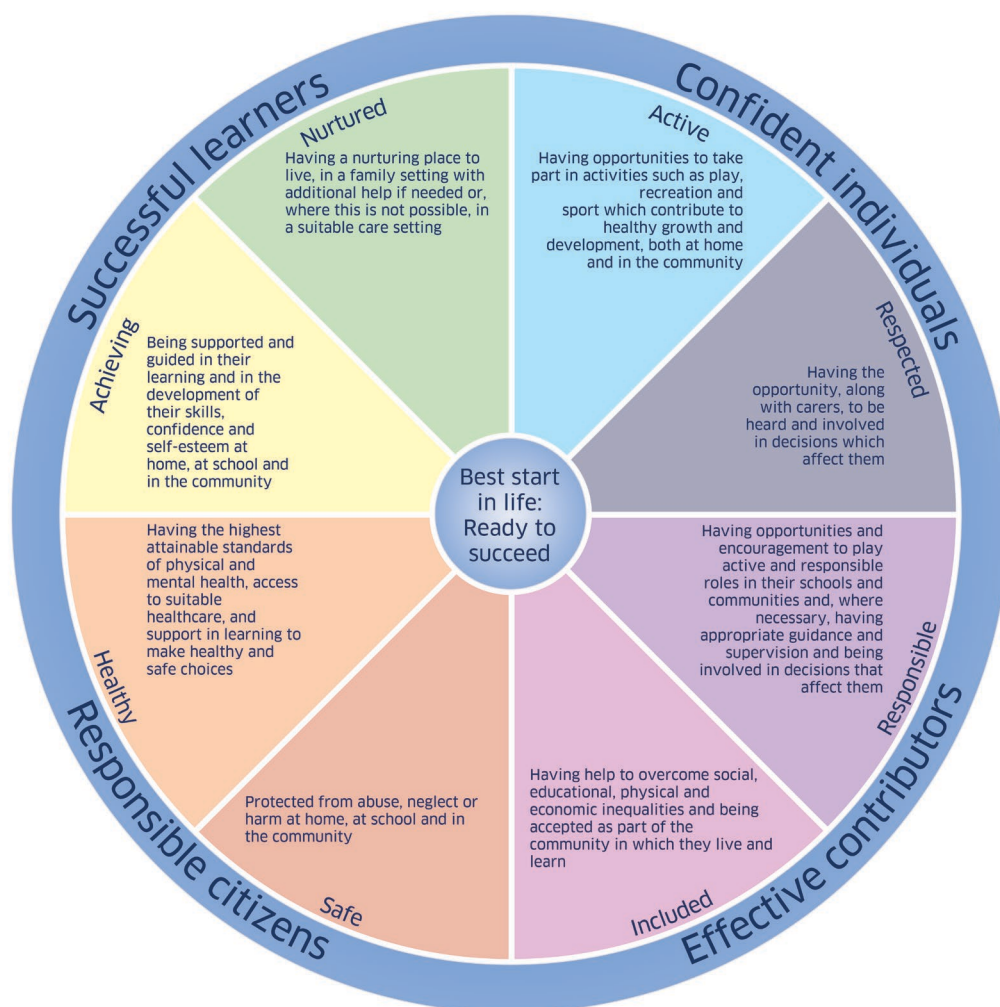 Successful learners
Confident individuals
Nurtured
Having a nurturing place to
live, in a family setting with
additional help if needed or,
where this is not possible, in
a suitable care setting
Active
Having opportunities to take
part in activities such as play,
recreation and
sport which contribute to
healthy growth and
development, both at home
and in the community
Achieving
Being supported and
guided in their
learning and in the
development of
their skills,
confidence and
self-esteem at
home, at school and
in the community
Respected
Having the
opportunity, along
with carers, to be
heard and involved
in decisions which
affect them
Best start
in life:
Ready to
succeed
Healthy
Having the highest
attainable standards
of physical and
mental health, access
to suitable
healthcare, and
support in learning to
make healthy and
safe choices
Responsible
Having opportunities and
encouragement to play
active and responsible
roles in their schools and
communities and, where
necessary, having
appropriate guidance and
supervision and being
involved in decisions that
affect them
Safe
Protected from abuse, neglect or
harm at home, at school and in
the community
Included
Having help to overcome social,
educational, physical and
economic inequalities and being
accepted as part of the
community in which they live and
learn
Responsible citizens
Effective contributors